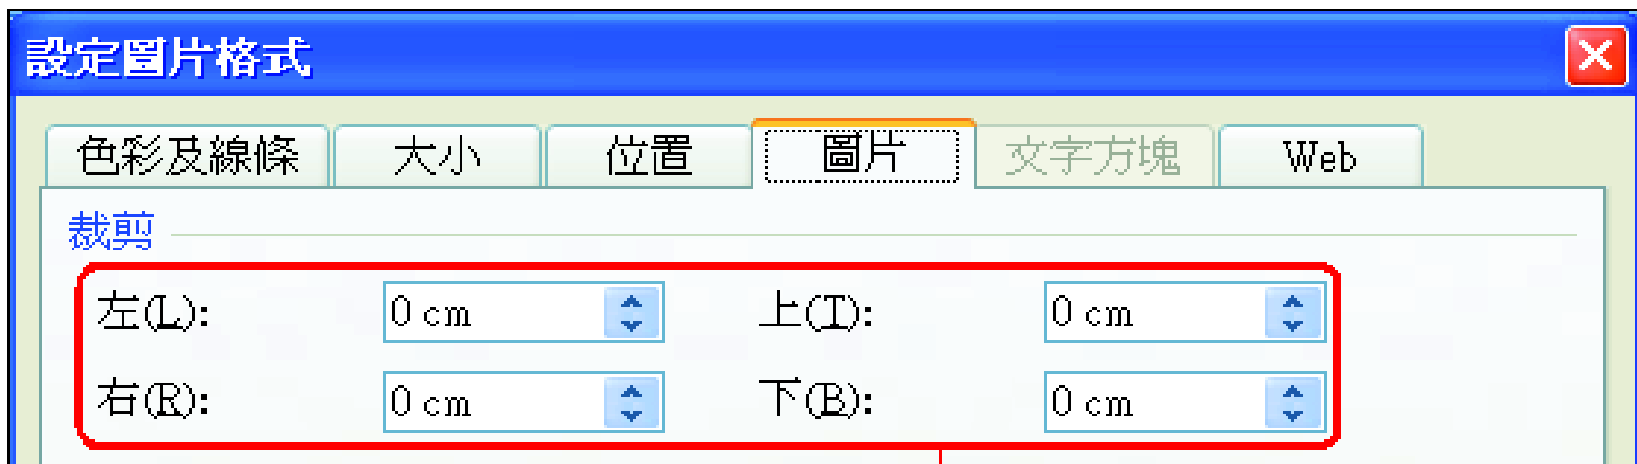 設定圖片格式
色彩及線條 大小 位置 圖片 文字方塊 Web
裁剪
左(L): 0 cm 上(T): 0 cm
右(R): 0 cm 下(B): 0 cm